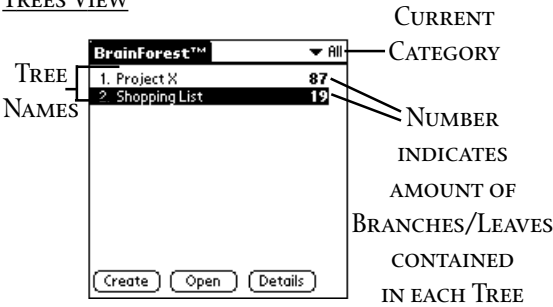 TREES VIEW
CURRENT
CATEGORY
BrainForest™ ▼ All
TREE
NAMES
1. Project X 87
2. Shopping List 19
NUMBER
INDICATES
AMOUNT OF
BRANCHES/LEAVES
CONTAINED
IN EACH TREE
Create Open Details